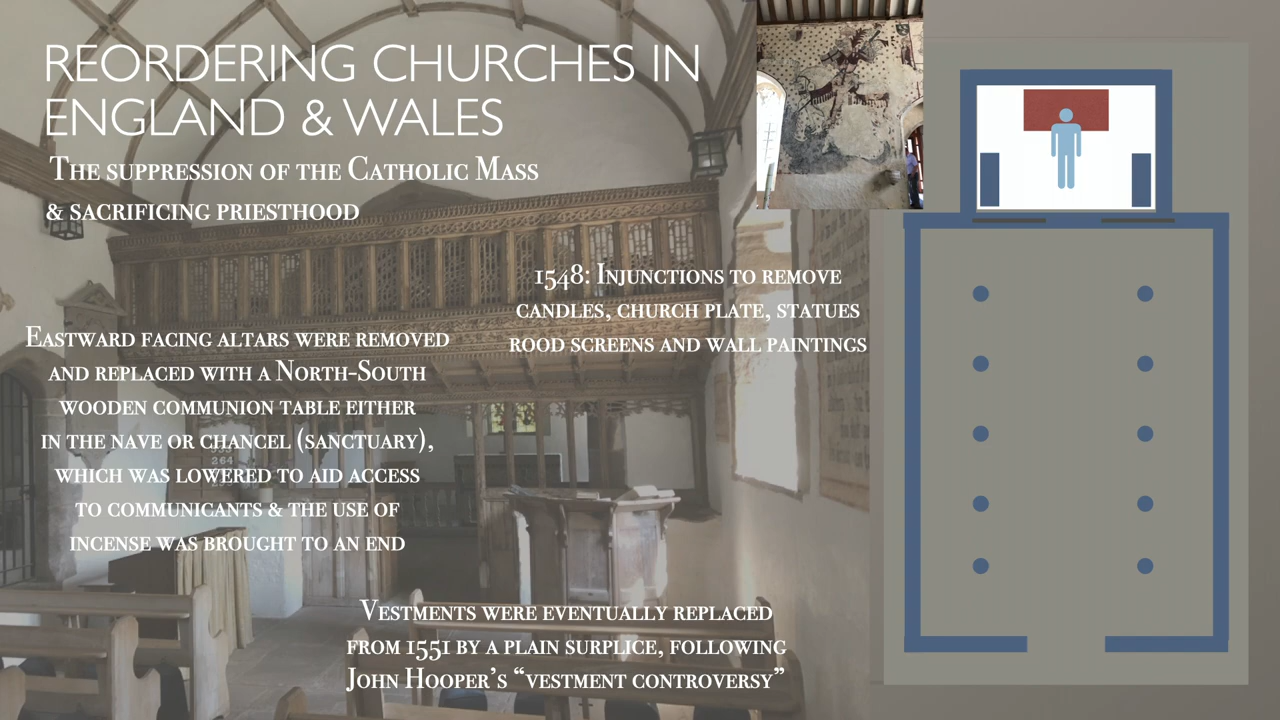 REORDERING CHURCHES IN
ENGLAND & WALES
The suppression of the Catholic Mass
& sacrificing priesthood
1548: Injunctions to remove
candles, church plate, statues
rood screens and wall paintings
Eastward facing altars were removed
and replaced with a North-South
wooden communion table either
in the nave or chancel (sanctuary),
which was lowered to aid access
to communicants & the use of
incense was brought to an end
264
Vestments were eventually replaced
from 1551 by a plain surplice, following
John Hooper's “vestment controversy”